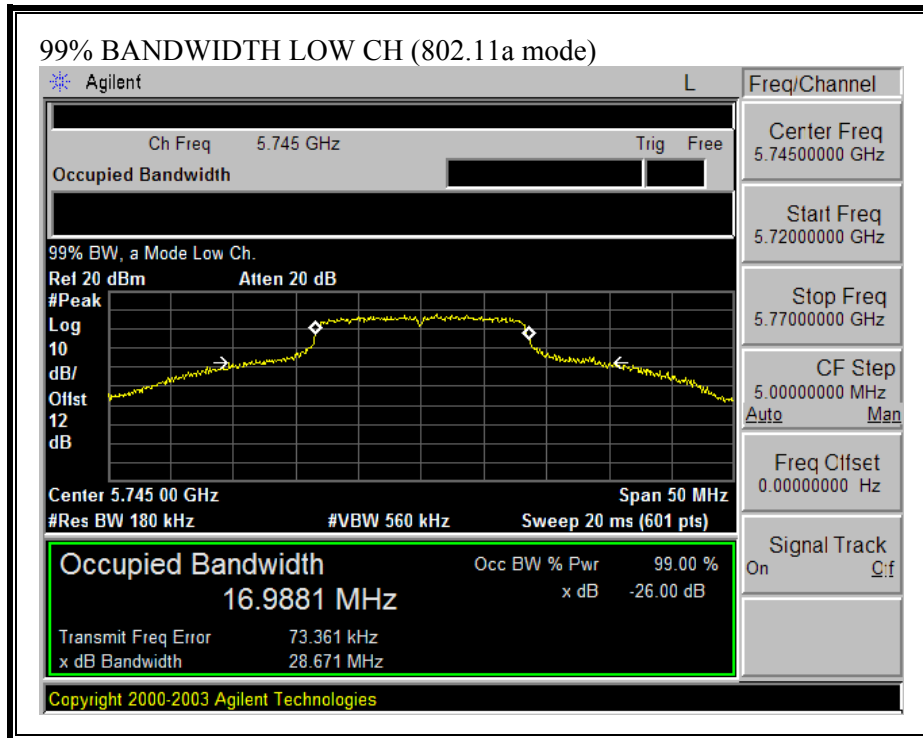 99% BANDWIDTH LOW CH (802.11a mode)
Agilent L Freq/Channel
Ch Freq 5.745 GHz Trig Free
Occupied Bandwidth
Center Freq
5.74500000 GHz
Start Freq
5.72000000 GHz
Stop Freq
5.77000000 GHz
CF Step
5.00000000 MHz
Auto Man
Freq Offset
0.00000000 Hz
Signal Track
On Off
99% BW, a Mode Low Ch.
Ref 20 dBm Atten 20 dB
#Peak
Log
10
dB/
Offst
12
dB
Center 5.745 00 GHz Span 50 MHz
#Res BW 180 kHz #VBW 560 kHz Sweep 20 ms (601 pts)
Occupied Bandwidth Occ BW % Pwr 99.00 %
16.9881 MHz x dB -26.00 dB
Transmit Freq Error 73.361 kHz
x dB Bandwidth 28.671 MHz
Copyright 2000-2003 Agilent Technologies